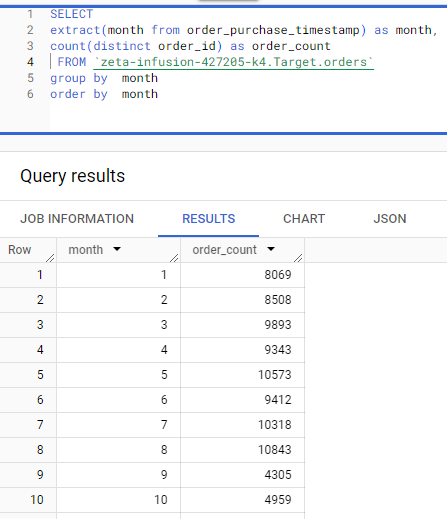 1 SELECT
2 extract(month from order_purchase_timestamp) as month,
3 count(distinct order_id) as order_count
4 FROM `zeta-infusion-427205-k4.Target.orders`
5 group by month
6 order by month
Query results
JOB INFORMATION RESULTS CHART JSON
Row month order_count
1 1 8069
2 2 8508
3 3 9893
4 4 9343
5 5 10573
6 6 9412
7 7 10318
8 8 10843
9 9 4305
10 10 4959